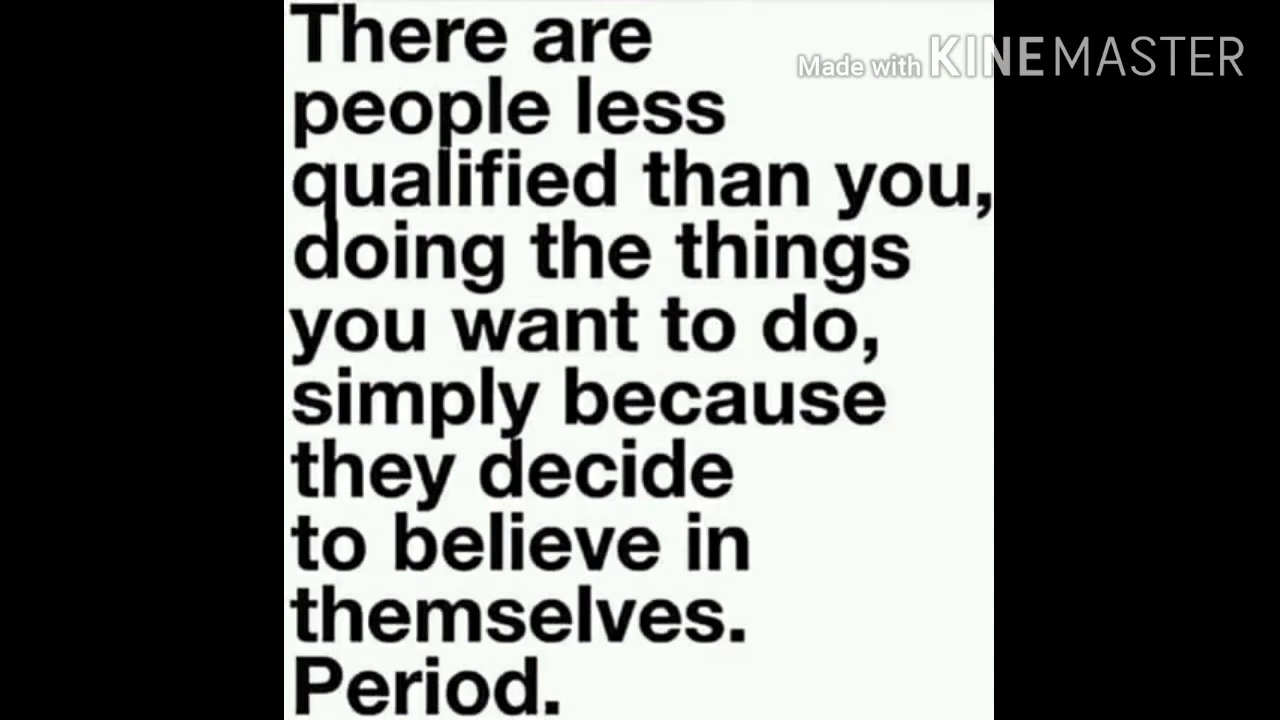 There are
people less
qualified than you,
doing the things
you want to do,
simply because
they decide
to believe in
themselves.
Period.
Made with KINEMASTER